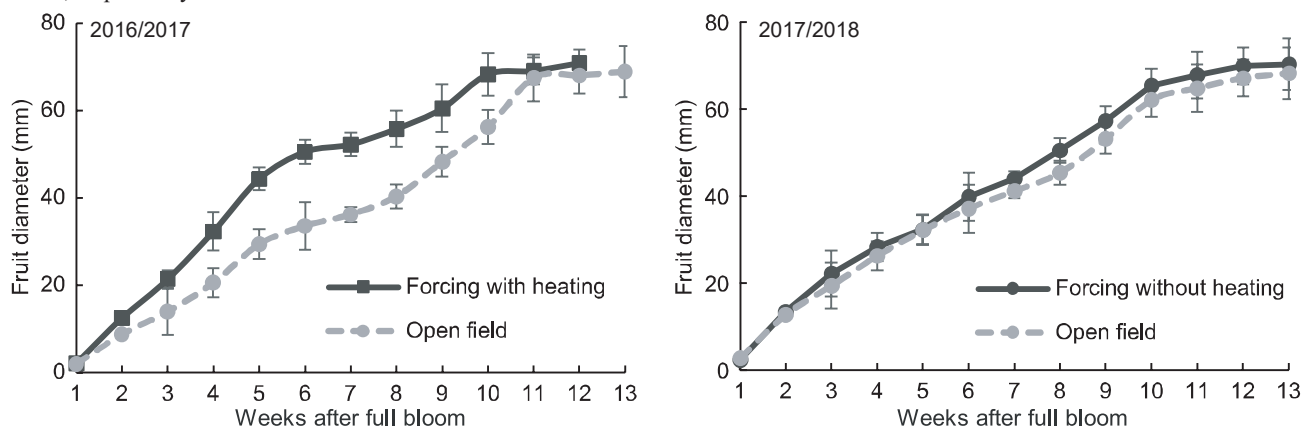 2016/2017
80
60
40
20
0
Fruit diameter (mm)
Forcing with heating
Open field
1 2 3 4 5 6 7 8 9 10 11 12 13
Weeks after full bloom
2017/2018
80
60
40
20
0
Fruit diameter (mm)
Forcing without heating
Open field
1 2 3 4 5 6 7 8 9 10 11 12 13
Weeks after full bloom